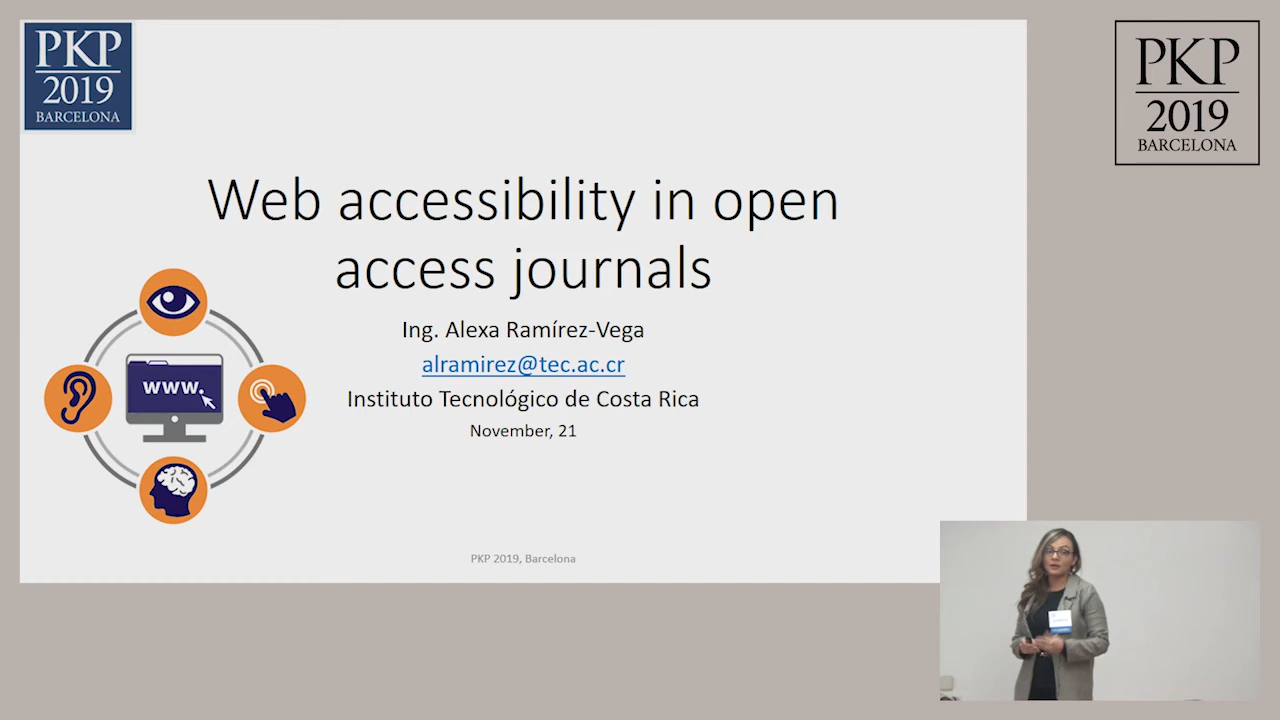 PKP
2019
BARCELONA
PKP
2019
BARCELONA
Web accessibility in open
access journals
Ing. Alexa Ramírez-Vega
alramirez@tec.ac.cr
Instituto Tecnológico de Costa Rica
November, 21
www.
PKP 2019, Barcelona